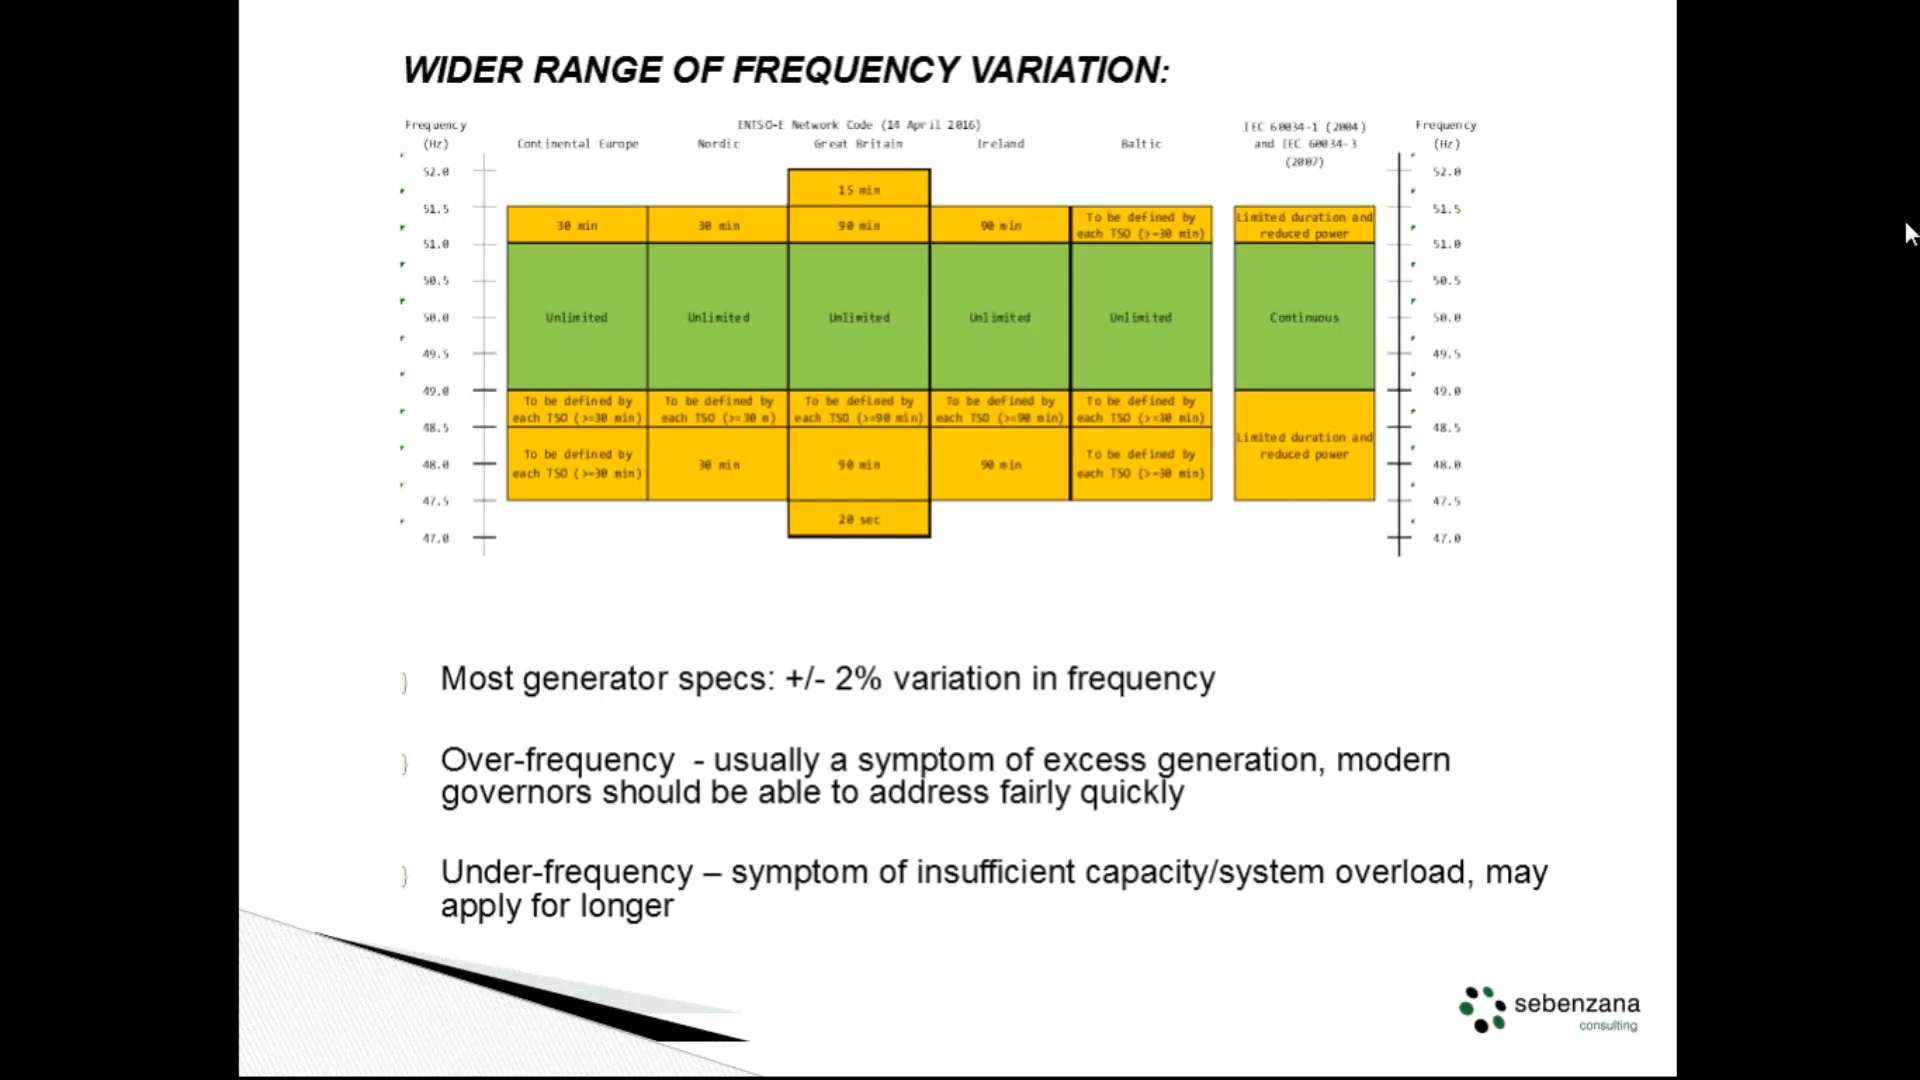 WIDER RANGE OF FREQUENCY VARIATION:
Frequency (Hz)
ENTSO-E Network Code (14 April 2016)
IEC 60034-1 (2004) and IEC 60034-3 (2007)
Frequency (Hz)
Continental Europe Nordic Great Britain Ireland Baltic
52.0 15 min 52.0
51.5 51.5
30 min 30 min 90 min 90 min To be defined by each TSO (>=30 min) Limited duration and reduced power
51.0 51.0
50.5 50.5
50.0 Unlimited Unlimited Unlimited Unlimited Unlimited Continuous 50.0
49.5 49.5
49.0 49.0
To be defined by each TSO (>=30 min) To be defined by each TSO (>=30 m) To be defined by each TSO (>=90 min) To be defined by each TSO (>=90 min) To be defined by each TSO (>=30 min)
48.5 Limited duration and reduced power 48.5
48.0 To be defined by each TSO (>=30 min) 30 min 90 min 90 min To be defined by each TSO (>=30 min) 48.0
47.5 47.5
20 sec
47.0 47.0
Most generator specs: +/- 2% variation in frequency
Over-frequency - usually a symptom of excess generation, modern
governors should be able to address fairly quickly
Under-frequency – symptom of insufficient capacity/system overload, may
apply for longer
sebenzana
consulting